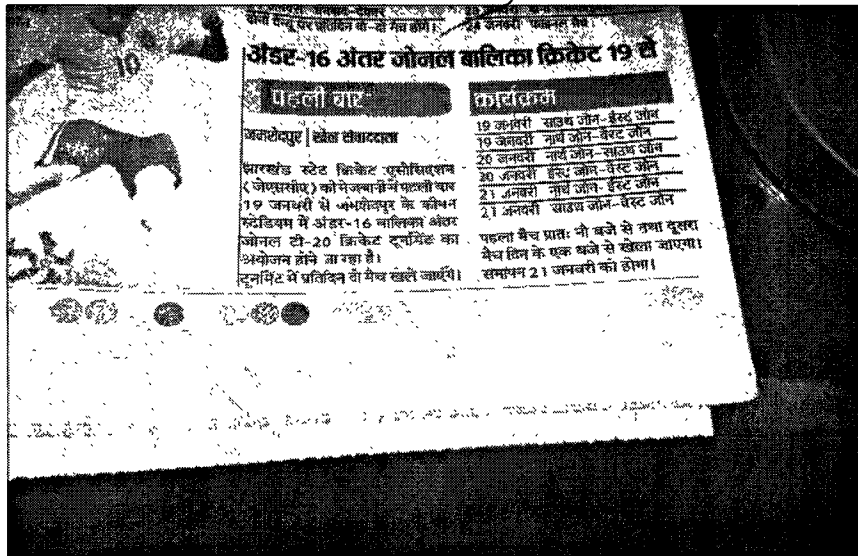 दोनों वेन्यू पर प्रतिदिन दो-दो मैच होंगे।
अंडर-16 अंतर जोनल बालिका क्रिकेट 19 से
पहली बार
जमशेदपुर | खेल संवाददाता
झारखंड स्टेट क्रिकेट एसोसिएशन
(जेएससीए) की मेजबानी में पहली बार
19 जनवरी से जमशेदपुर के कीनन
स्टेडियम में अंडर-16 बालिका अंतर
जोनल टी-20 क्रिकेट टूर्नामेंट का
आयोजन होने जा रहा है।
टूर्नामेंट में प्रतिदिन दो मैच खेले जाएंगे।
कार्यक्रम
19 जनवरी साउथ जोन-ईस्ट जोन
19 जनवरी नार्थ जोन-वेस्ट जोन
20 जनवरी नार्थ जोन-साउथ जोन
20 जनवरी ईस्ट जोन-वेस्ट जोन
21 जनवरी नार्थ जोन-ईस्ट जोन
21 जनवरी साउथ जोन-वेस्ट जोन
पहला मैच प्रातः नौ बजे से तथा दूसरा
मैच दिन के एक बजे से खेला जाएगा।
समापन 21 जनवरी को होगा।